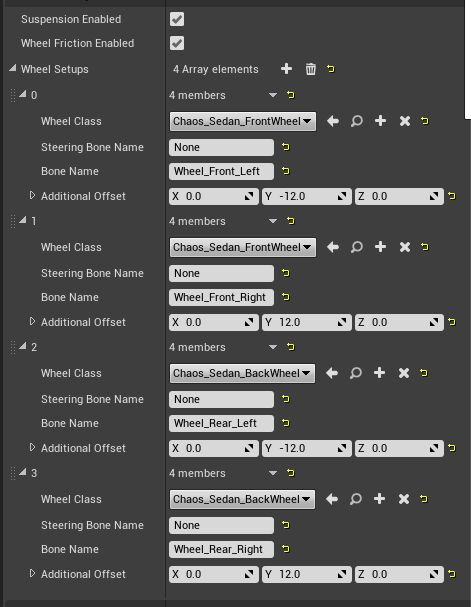 Suspension Enabled
Wheel Friction Enabled
Wheel Setups 4 Array elements
0 4 members
Wheel Class Chaos_Sedan_FrontWheel
Steering Bone Name None
Bone Name Wheel_Front_Left
Additional Offset X 0.0 Y -12.0 Z 0.0
1 4 members
Wheel Class Chaos_Sedan_FrontWheel
Steering Bone Name None
Bone Name Wheel_Front_Right
Additional Offset X 0.0 Y 12.0 Z 0.0
2 4 members
Wheel Class Chaos_Sedan_BackWheel
Steering Bone Name None
Bone Name Wheel_Rear_Left
Additional Offset X 0.0 Y -12.0 Z 0.0
3 4 members
Wheel Class Chaos_Sedan_BackWheel
Steering Bone Name None
Bone Name Wheel_Rear_Right
Additional Offset X 0.0 Y 12.0 Z 0.0